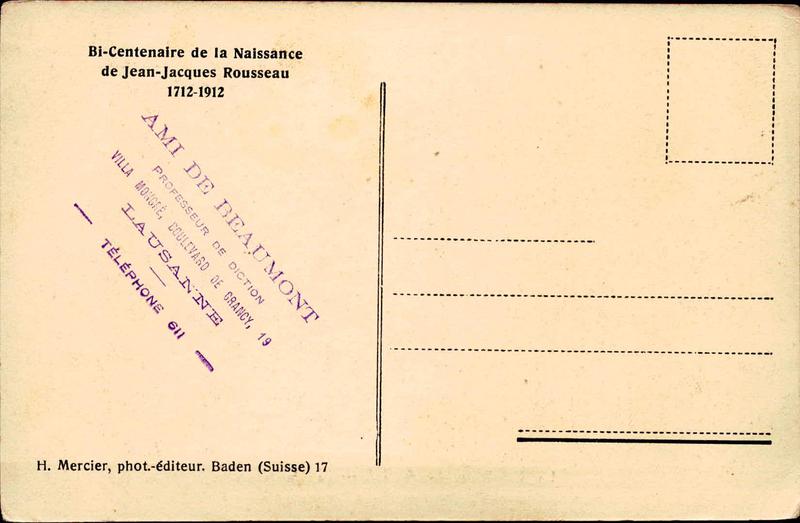 Bi-Centenaire de la Naissance
de Jean-Jacques Rousseau
1712-1912
AMI DE BEAUMONT
PROFESSEUR DE DICTION
VILLA MONDRÉ, BOULEVARD DE GRANCY, 19
LAUSANNE
TÉLÉPHONE 611
H. Mercier, phot.-éditeur. Baden (Suisse) 17